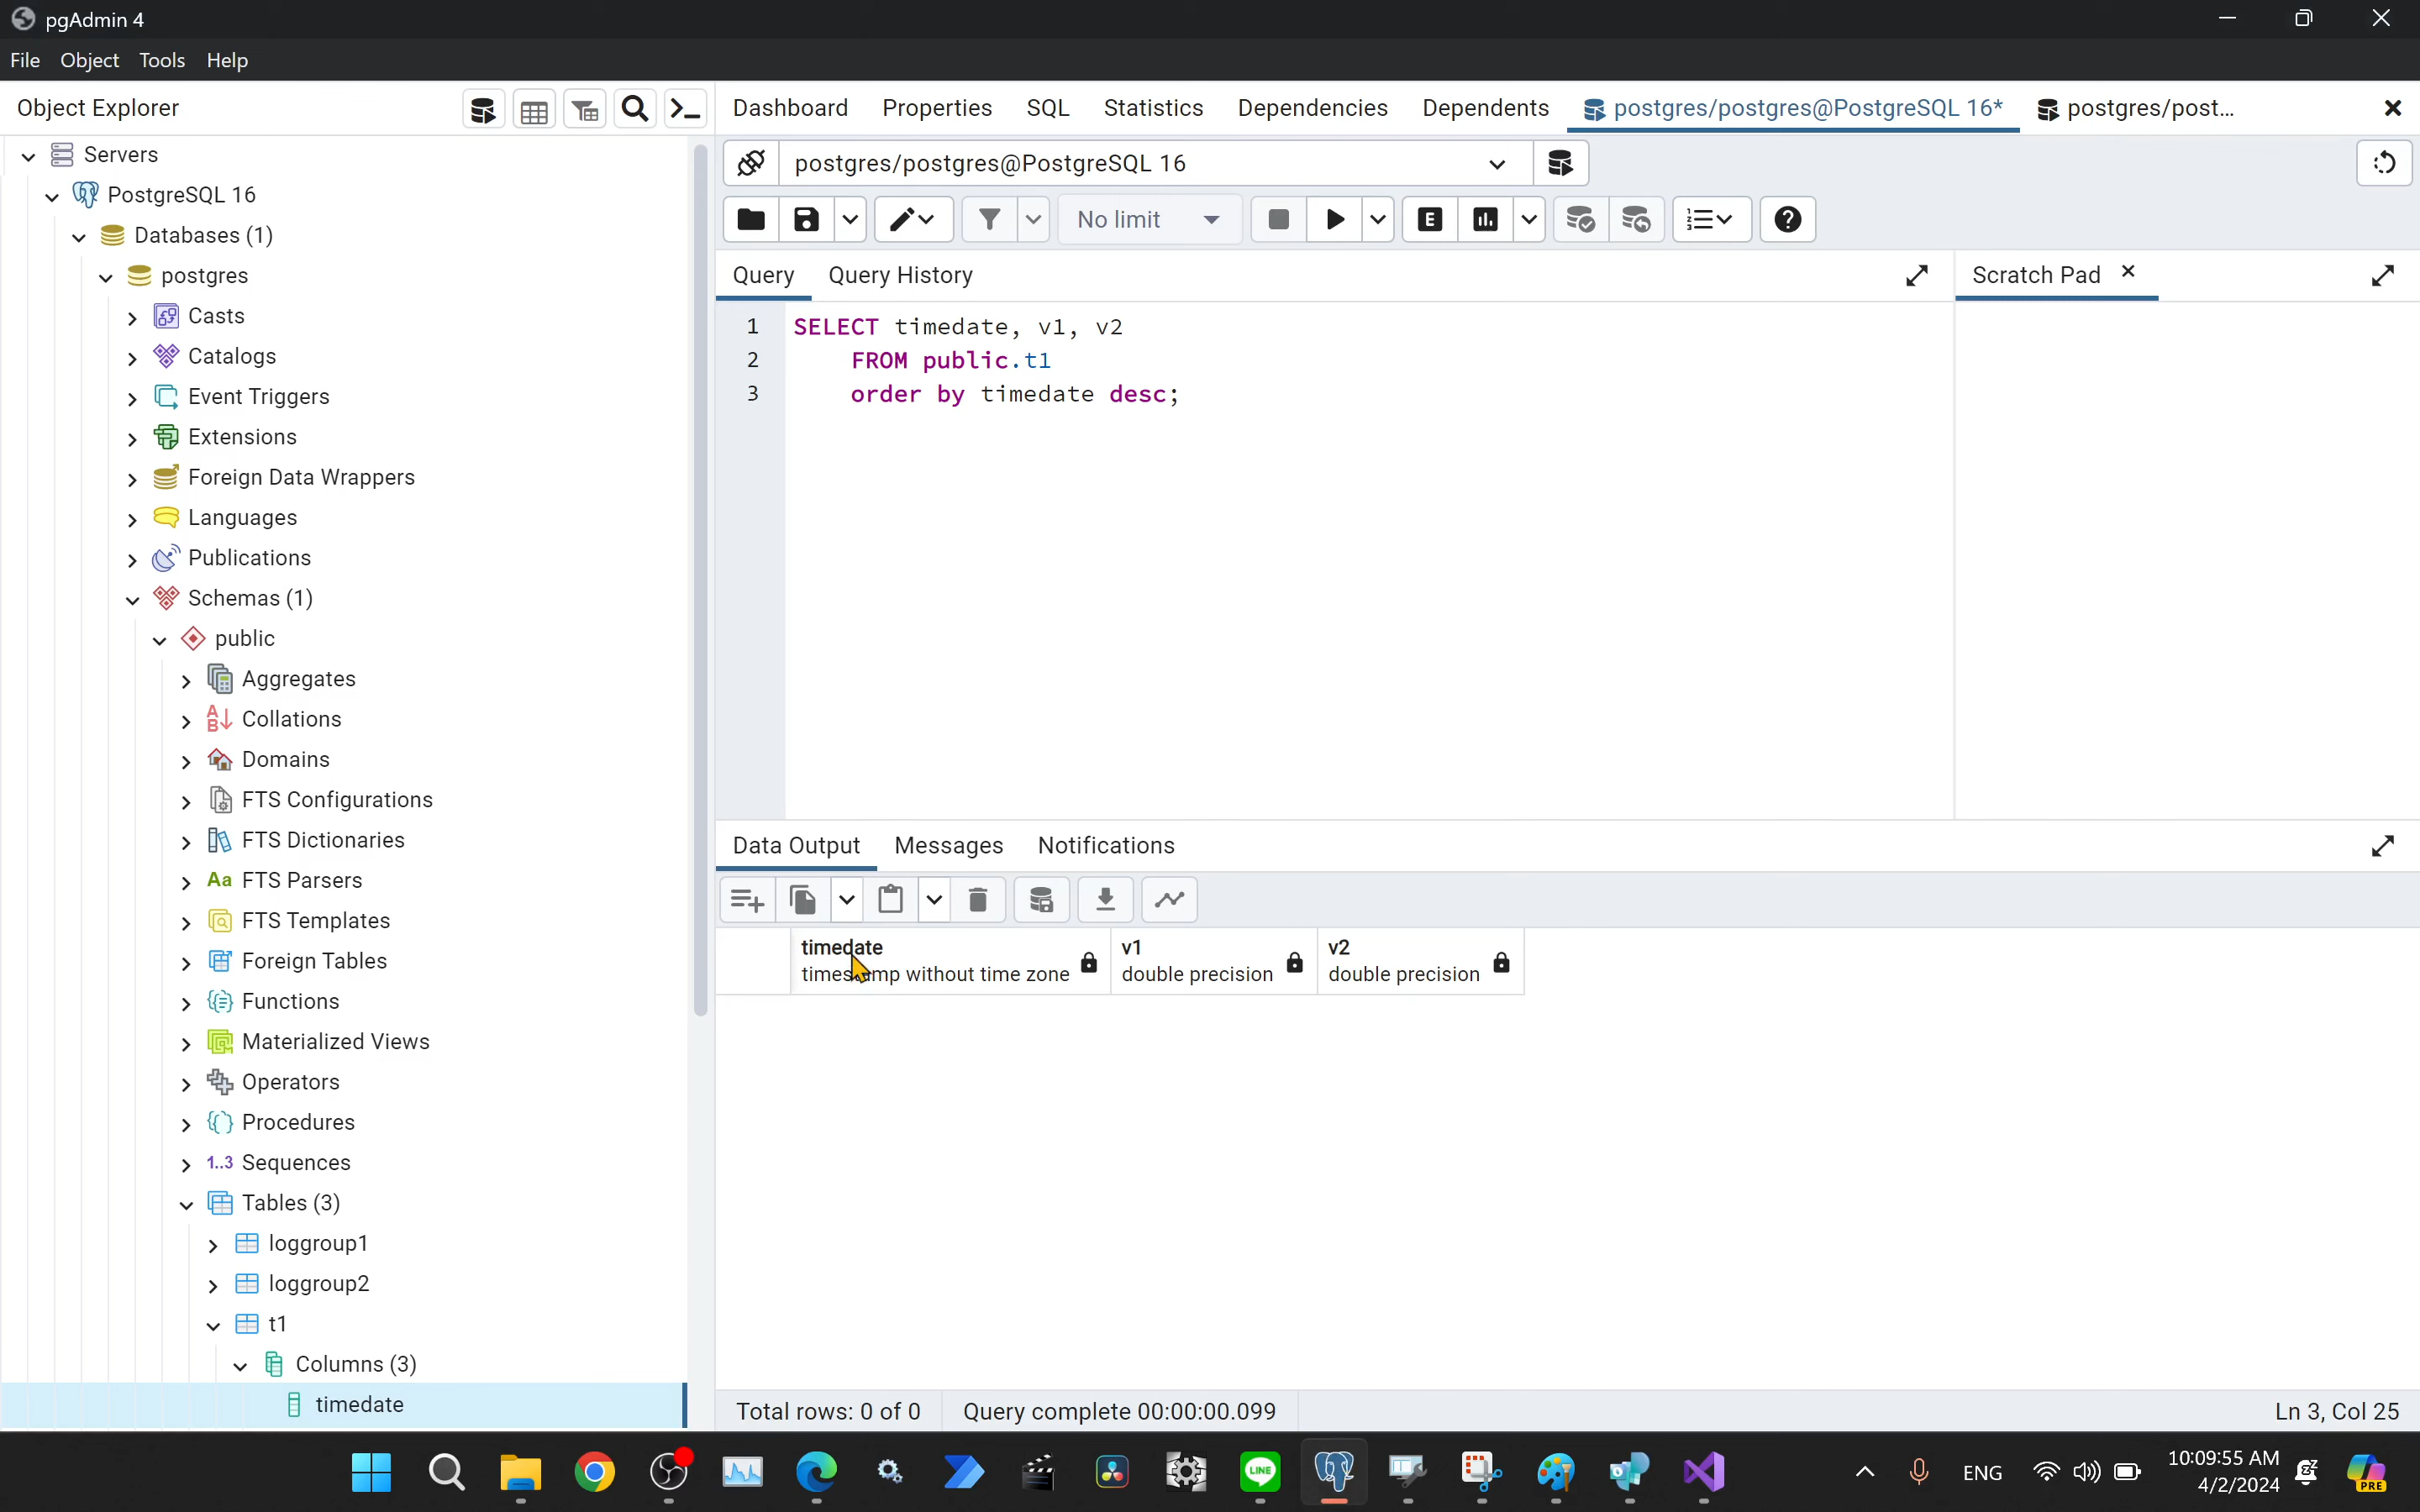 pgAdmin 4
File Object Tools Help
Object Explorer
Servers
PostgreSQL 16
Databases (1)
postgres
Casts
Catalogs
Event Triggers
Extensions
Foreign Data Wrappers
Languages
Publications
Schemas (1)
public
Aggregates
Collations
Domains
FTS Configurations
FTS Dictionaries
Aa FTS Parsers
FTS Templates
Foreign Tables
Functions
Materialized Views
Operators
Procedures
1..3 Sequences
Tables (3)
loggroup1
loggroup2
t1
Columns (3)
timedate
Dashboard Properties SQL Statistics Dependencies Dependents postgres/postgres@PostgreSQL 16* postgres/post...
postgres/postgres@PostgreSQL 16
No limit E
Query Query History
Scratch Pad
1 SELECT timedate, v1, v2
2 FROM public.t1
3 order by timedate desc;
Data Output Messages Notifications
timedate v1 v2
timestamp without time zone double precision double precision
Total rows: 0 of 0 Query complete 00:00:00.099 Ln 3, Col 25
LINE
ENG
10:09:55 AM
4/2/2024
PRE